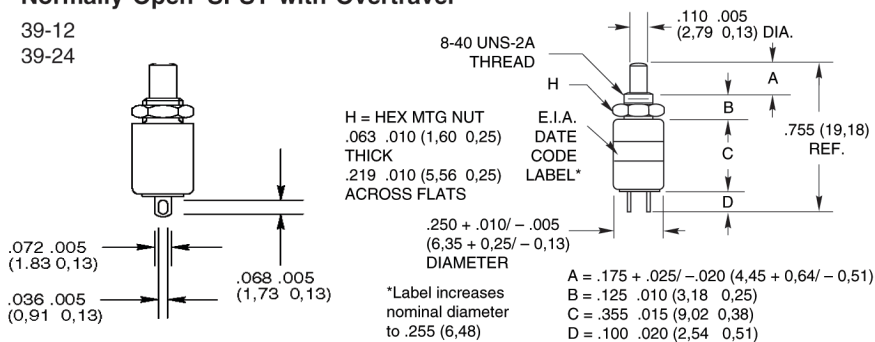 Normally Open SPST with Overtravel
39-12
39-24
.110 .005
(2,79 0,13) DIA.
8-40 UNS-2A
THREAD
H
A
B
C
D
.755 (19,18)
REF.
H = HEX MTG NUT
.063 .010 (1,60 0,25)
THICK
.219 .010 (5,56 0,25)
ACROSS FLATS
E.I.A.
DATE
CODE
LABEL*
.250 + .010/ – .005
(6,35 + 0,25/ – 0,13)
DIAMETER
.072 .005
(1.83 0,13)
.068 .005
(1,73 0,13)
.036 .005
(0,91 0,13)
*Label increases
nominal diameter
to .255 (6,48)
A = .175 + .025/ –.020 (4,45 + 0,64/ – 0,51)
B = .125 .010 (3,18 0,25)
C = .355 .015 (9,02 0,38)
D = .100 .020 (2,54 0,51)